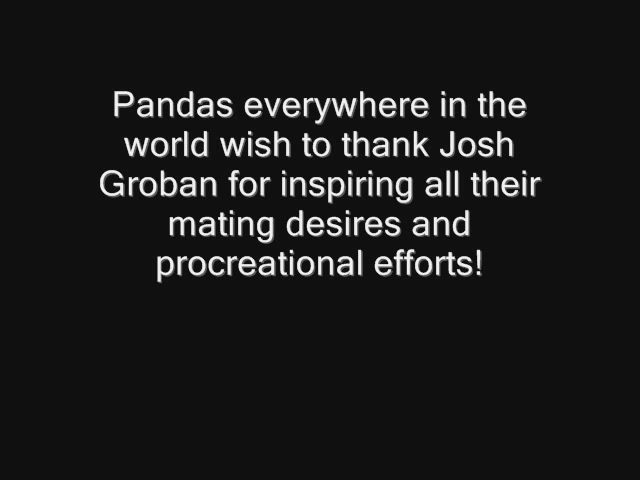 Pandas everywhere in the
world wish to thank Josh
Groban for inspiring all their
mating desires and
procreational efforts!